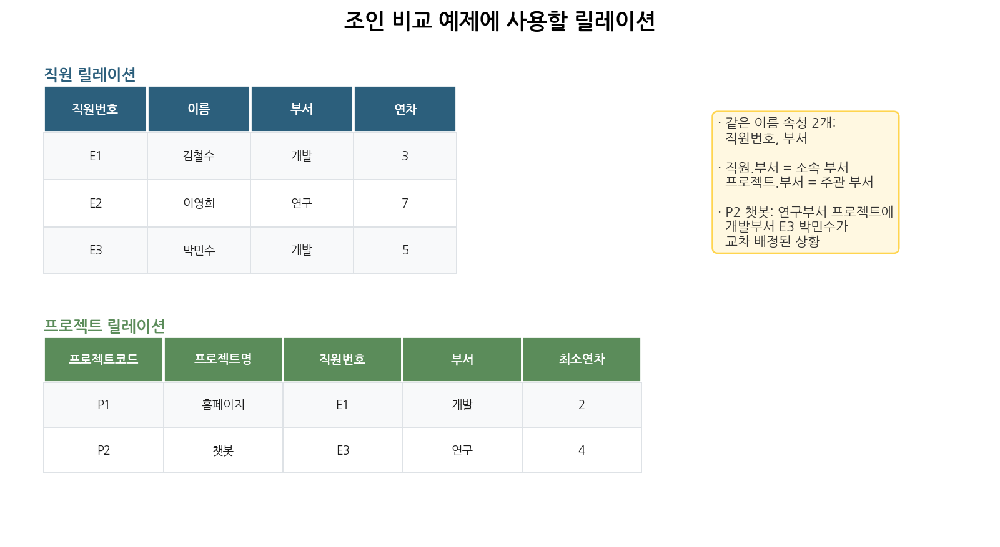 조인 비교 예제에 사용할 릴레이션
직원 릴레이션
직원번호 이름 부서 연차
E1 김철수 개발 3
E2 이영희 연구 7
E3 박민수 개발 5
· 같은 이름 속성 2개:
직원번호, 부서
· 직원.부서 = 소속 부서
프로젝트.부서 = 주관 부서
· P2 챗봇: 연구부서 프로젝트에
개발부서 E3 박민수가
교차 배정된 상황
프로젝트 릴레이션
프로젝트코드 프로젝트명 직원번호 부서 최소연차
P1 홈페이지 E1 개발 2
P2 챗봇 E3 연구 4